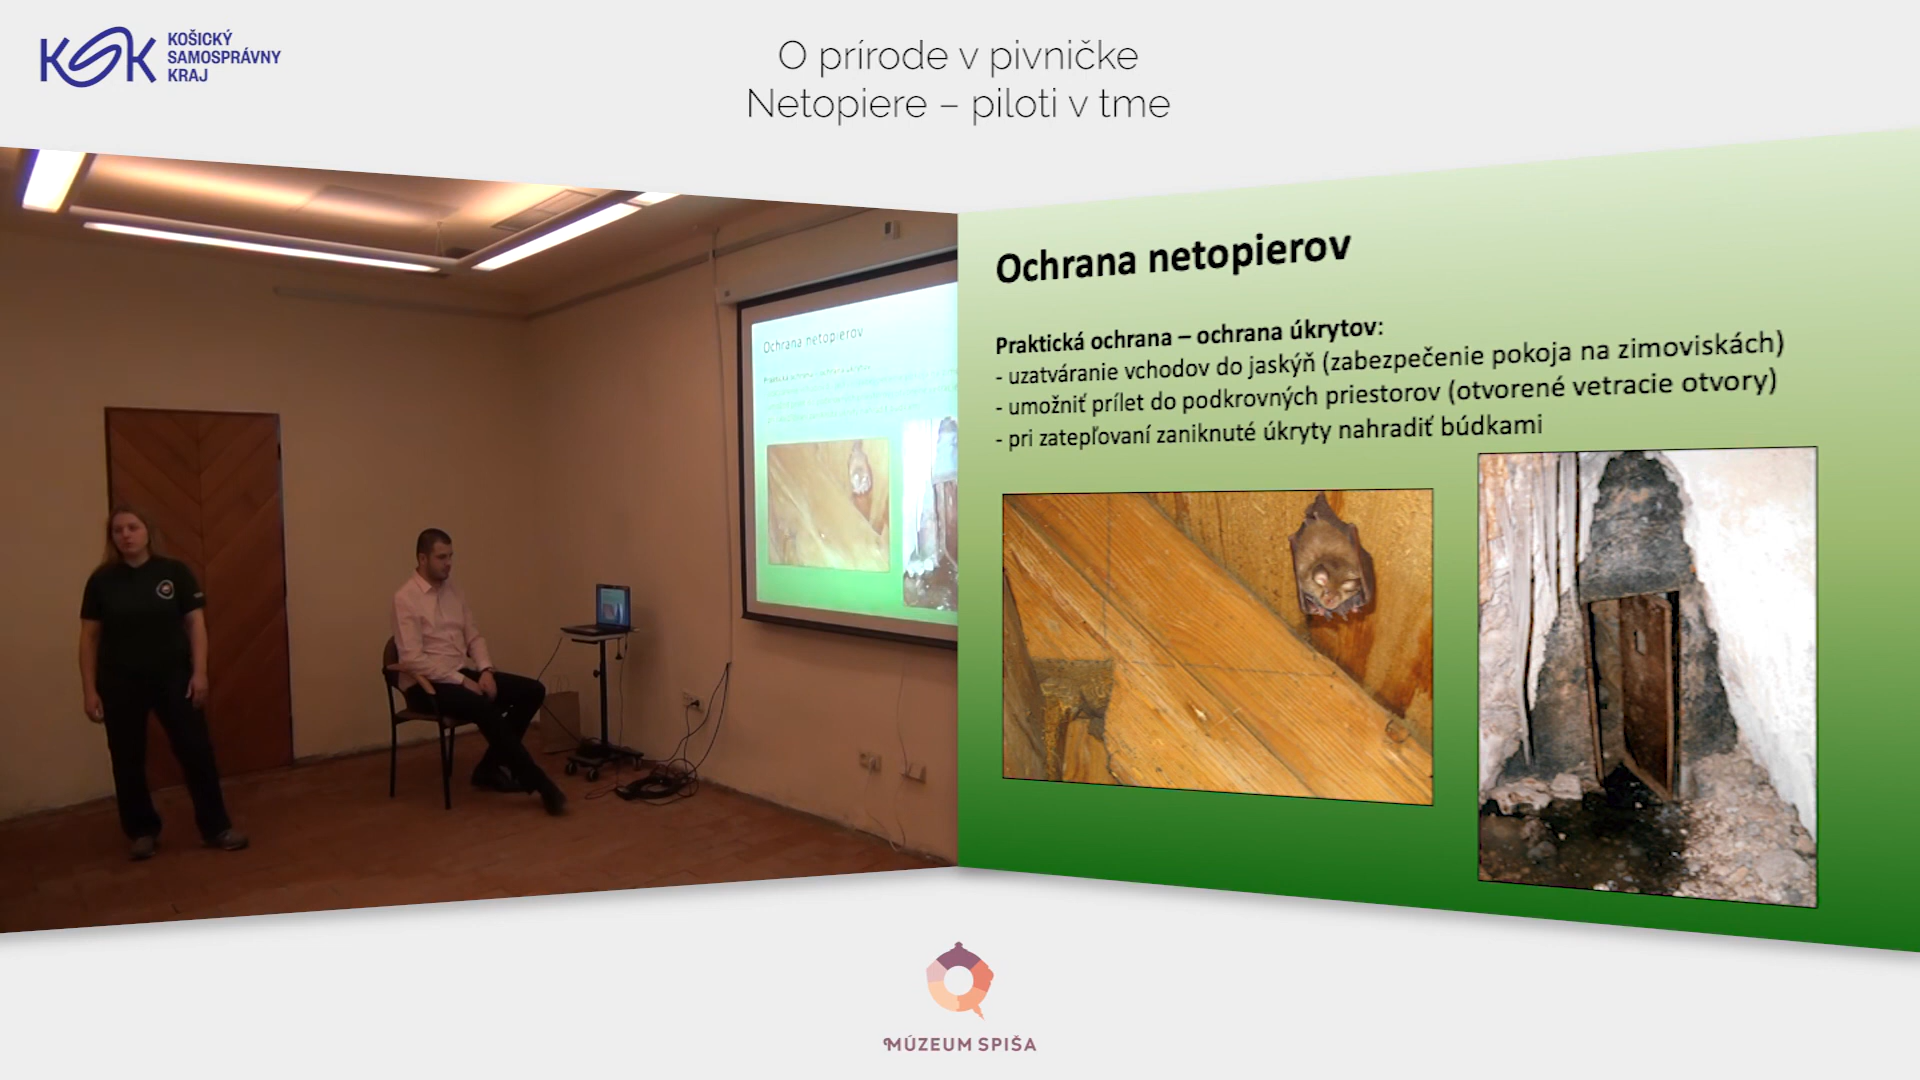 KSK
KOŠICKÝ
SAMOSPRÁVNY
KRAJ
O prírode v pivničke
Netopiere – piloti v tme
Ochrana netopierov
Praktická ochrana – ochrana úkrytov:
- uzatváranie vchodov do jaskýň (zabezpečenie pokoja na zimoviskách)
- umožniť prílet do podkrovných priestorov (otvorené vetracie otvory)
- pri zatepľovaní zaniknuté úkryty nahradiť búdkami
Ochrana netopierov
MÚZEUM SPIŠA